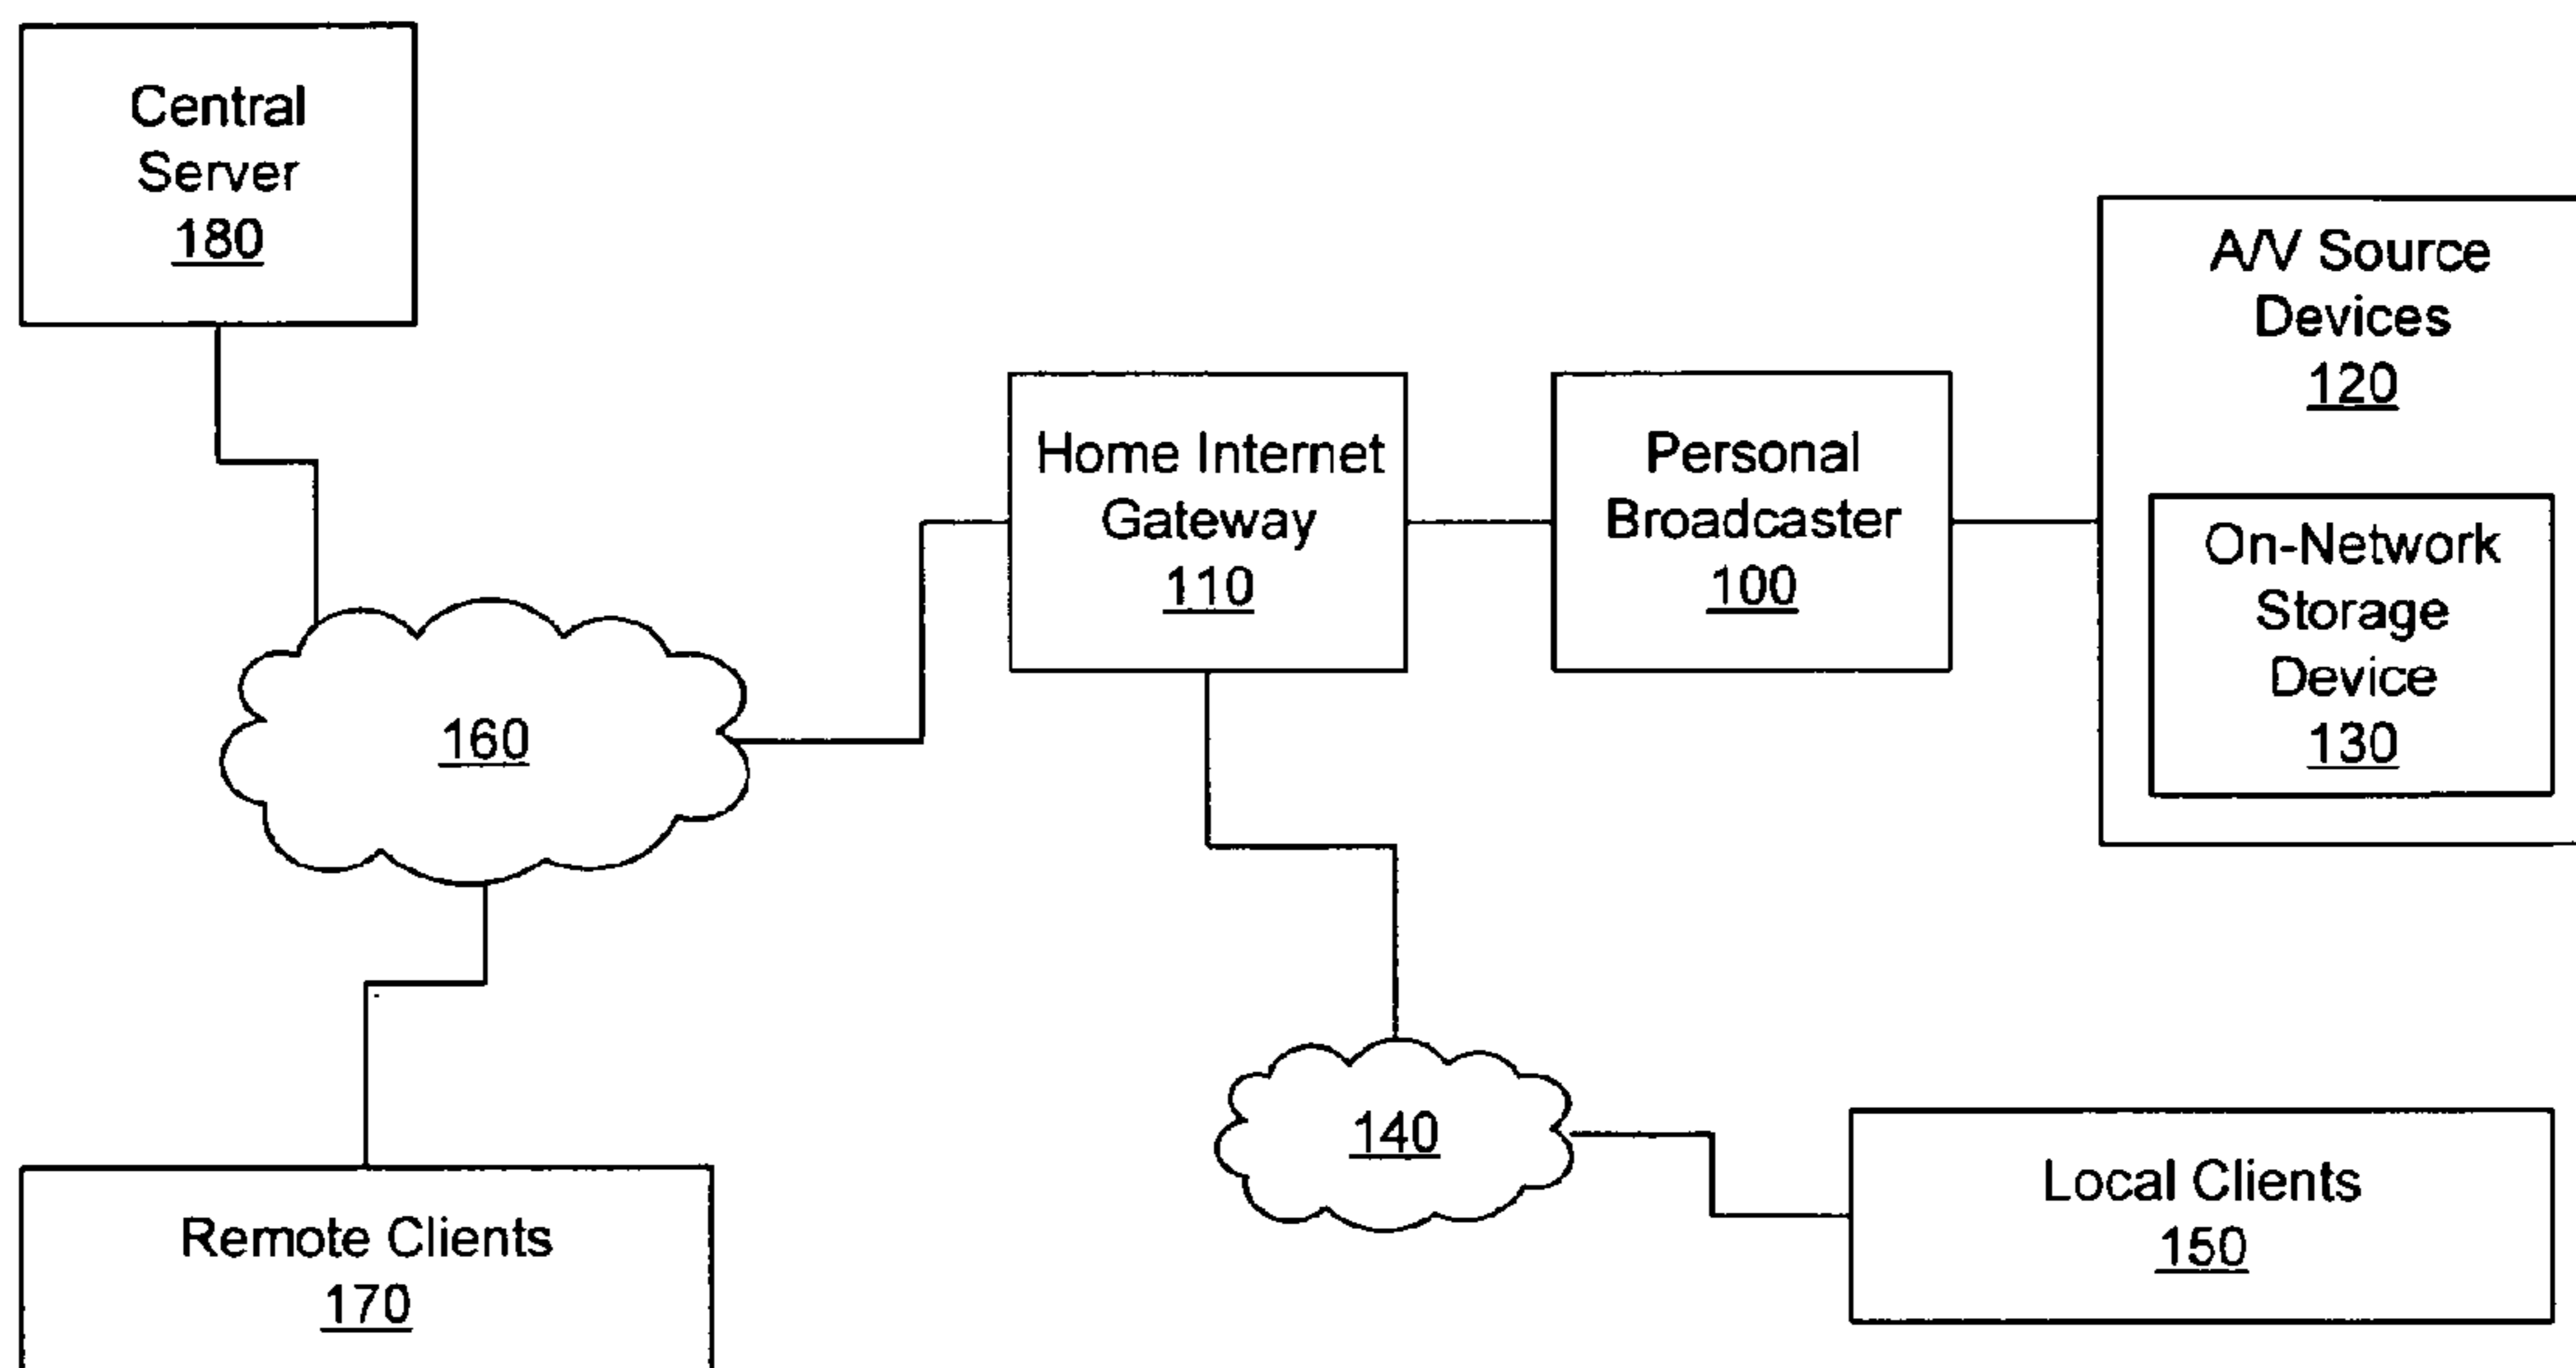 Central
Server
180
A/V Source
Devices
120
Home Internet
Gateway
110
Personal
Broadcaster
100
On-Network
Storage
Device
130
160
140
Local Clients
150
Remote Clients
170